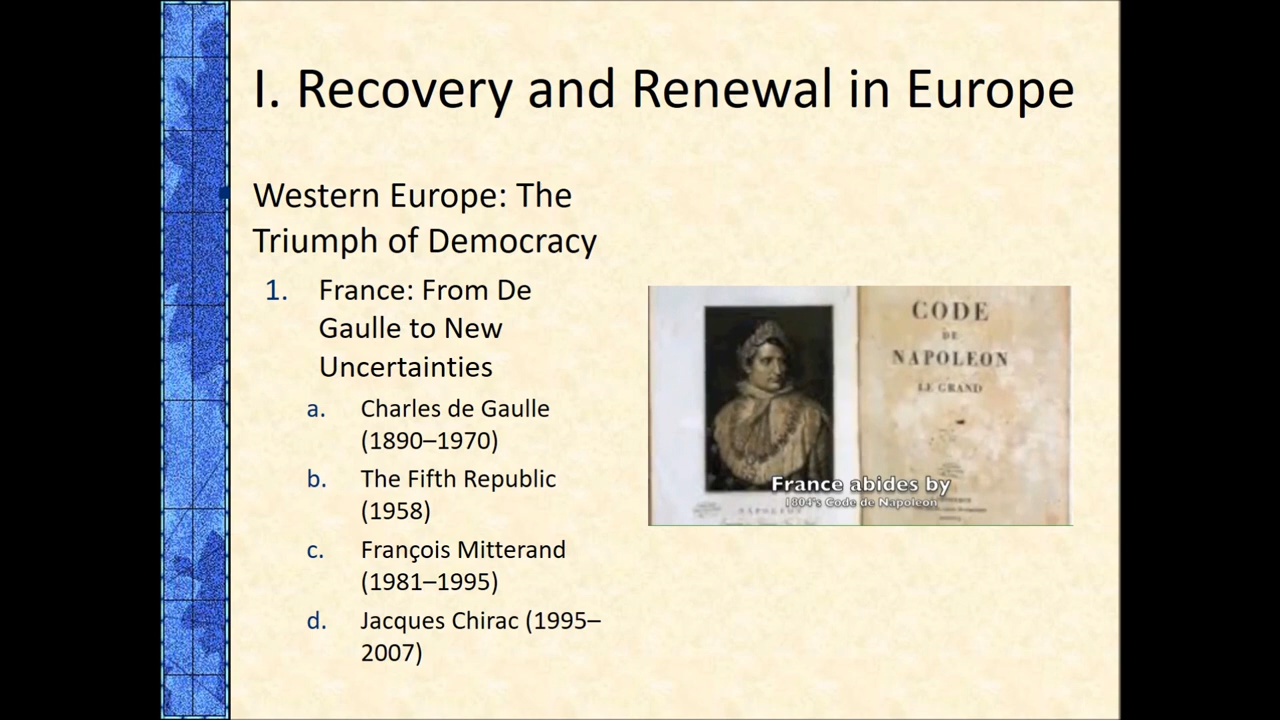 I. Recovery and Renewal in Europe
Western Europe: The
Triumph of Democracy
1. France: From De
Gaulle to New
Uncertainties
a. Charles de Gaulle
(1890–1970)
b. The Fifth Republic
(1958)
c. François Mitterand
(1981–1995)
d. Jacques Chirac (1995–
2007)
CODE
DE
NAPOLEON
LE GRAND
France abides by
1804's Code de Napoleon
NAPOLEON